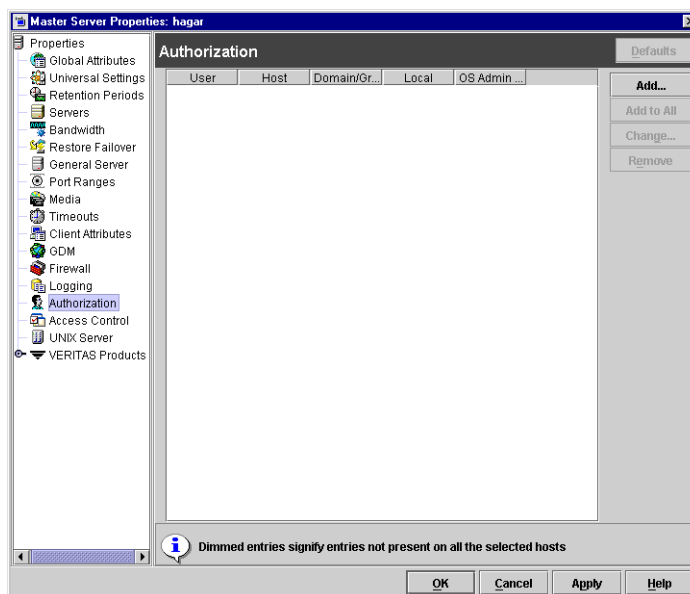 Master Server Properties: hagar
Properties
Global Attributes
Universal Settings
Retention Periods
Servers
Bandwidth
Restore Failover
General Server
Port Ranges
Media
Timeouts
Client Attributes
GDM
Firewall
Logging
Authorization
Access Control
UNIX Server
VERITAS Products
Authorization
Defaults
User Host Domain/Gr... Local OS Admin ...
Add...
Add to All
Change...
Remove
Dimmed entries signify entries not present on all the selected hosts
OK Cancel Apply Help